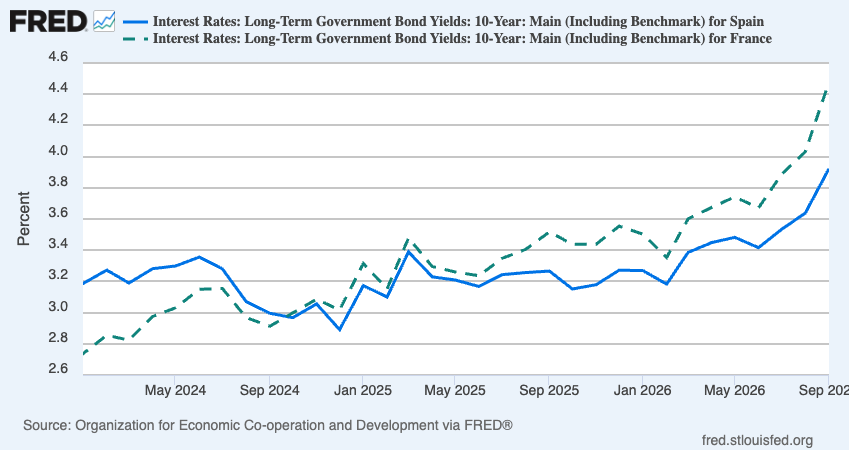 FRED®
Interest Rates: Long-Term Government Bond Yields: 10-Year: Main (Including Benchmark) for Spain
Interest Rates: Long-Term Government Bond Yields: 10-Year: Main (Including Benchmark) for France
4.6
4.4
4.2
4.0
3.8
3.6
3.4
3.2
3.0
2.8
2.6
Percent
May 2024
Sep 2024
Jan 2025
May 2025
Sep 2025
Jan 2026
May 2026
Sep 202
Source: Organization for Economic Co-operation and Development via FRED®
fred.stlouisfed.org